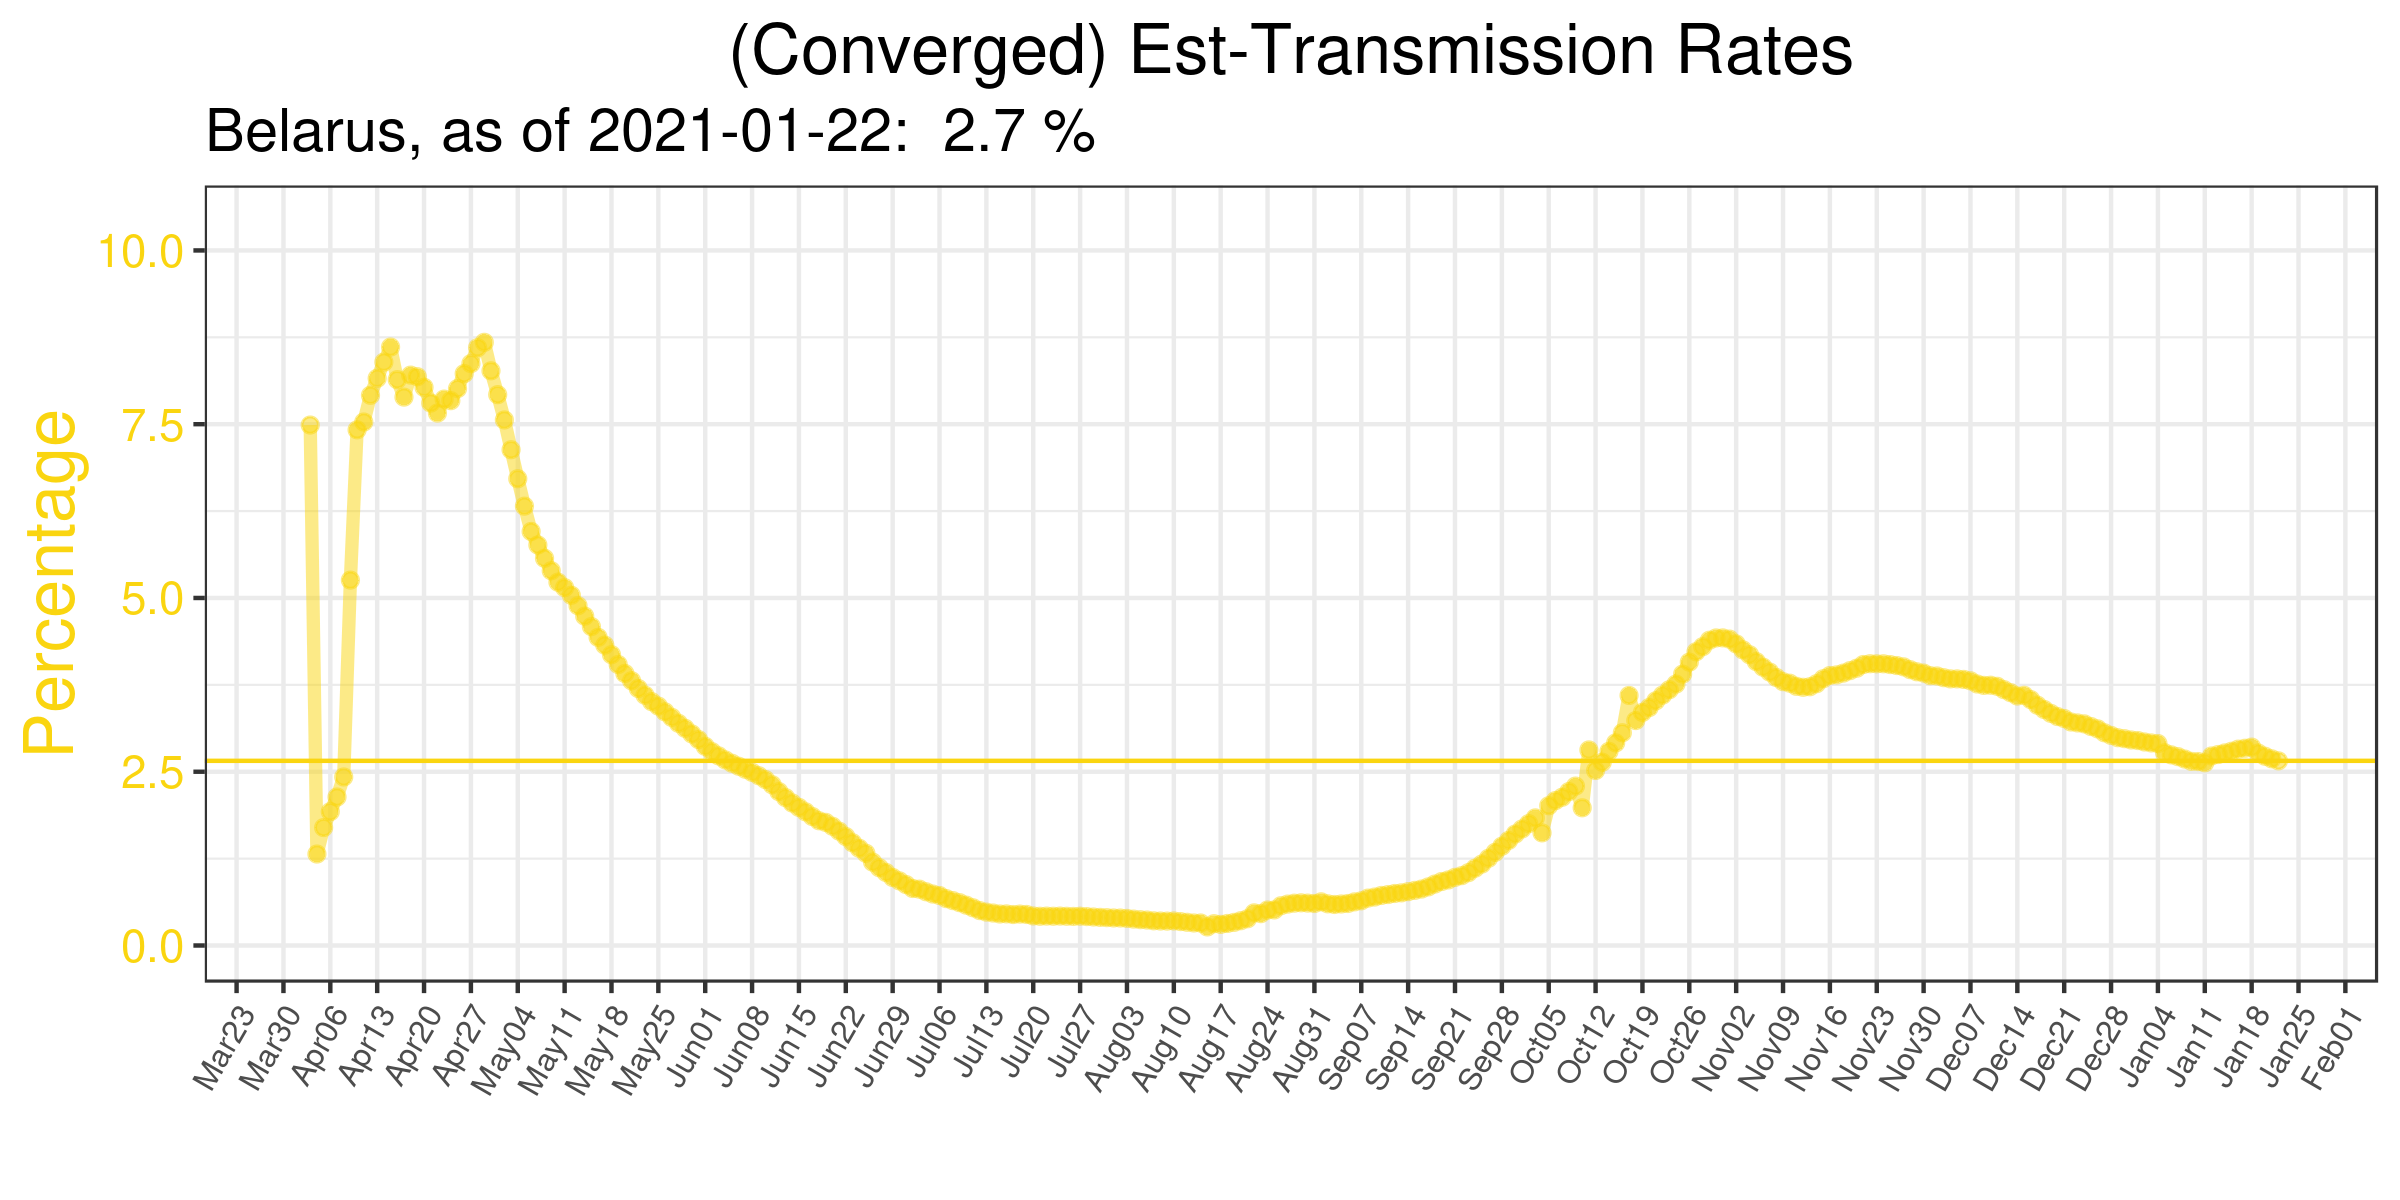 (Converged) Est-Transmission Rates
Belarus, as of 2021-01-22:  2.7 %
Percentage
10.0
7.5
5.0
2.5
0.0
Mar23 Mar30 Apr06 Apr13 Apr20 Apr27 May04 May11 May18 May25 Jun01 Jun08 Jun15 Jun22 Jun29 Jul06 Jul13 Jul20 Jul27 Aug03 Aug10 Aug17 Aug24 Aug31 Sep07 Sep14 Sep21 Sep28 Oct05 Oct12 Oct19 Oct26 Nov02 Nov09 Nov16 Nov23 Nov30 Dec07 Dec14 Dec21 Dec28 Jan04 Jan11 Jan18 Jan25 Feb01